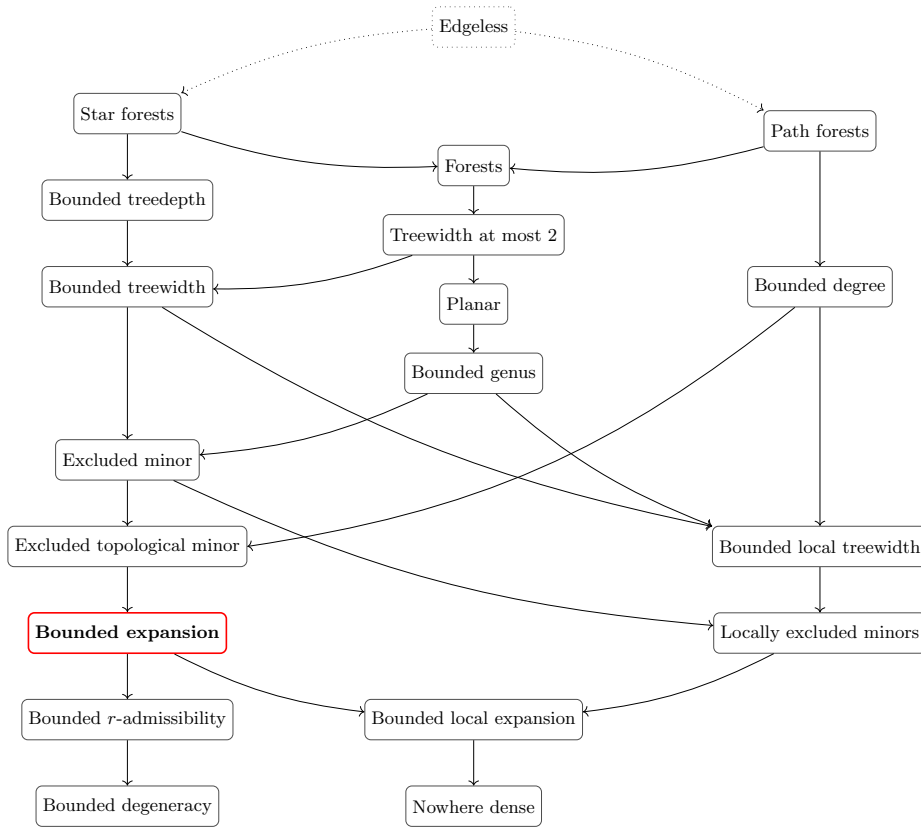 Edgeless
Star forests
Path forests
Forests
Bounded treedepth
Treewidth at most 2
Bounded treewidth
Bounded degree
Planar
Bounded genus
Excluded minor
Excluded topological minor
Bounded local treewidth
Bounded expansion
Locally excluded minors
Bounded r-admissibility
Bounded local expansion
Bounded degeneracy
Nowhere dense